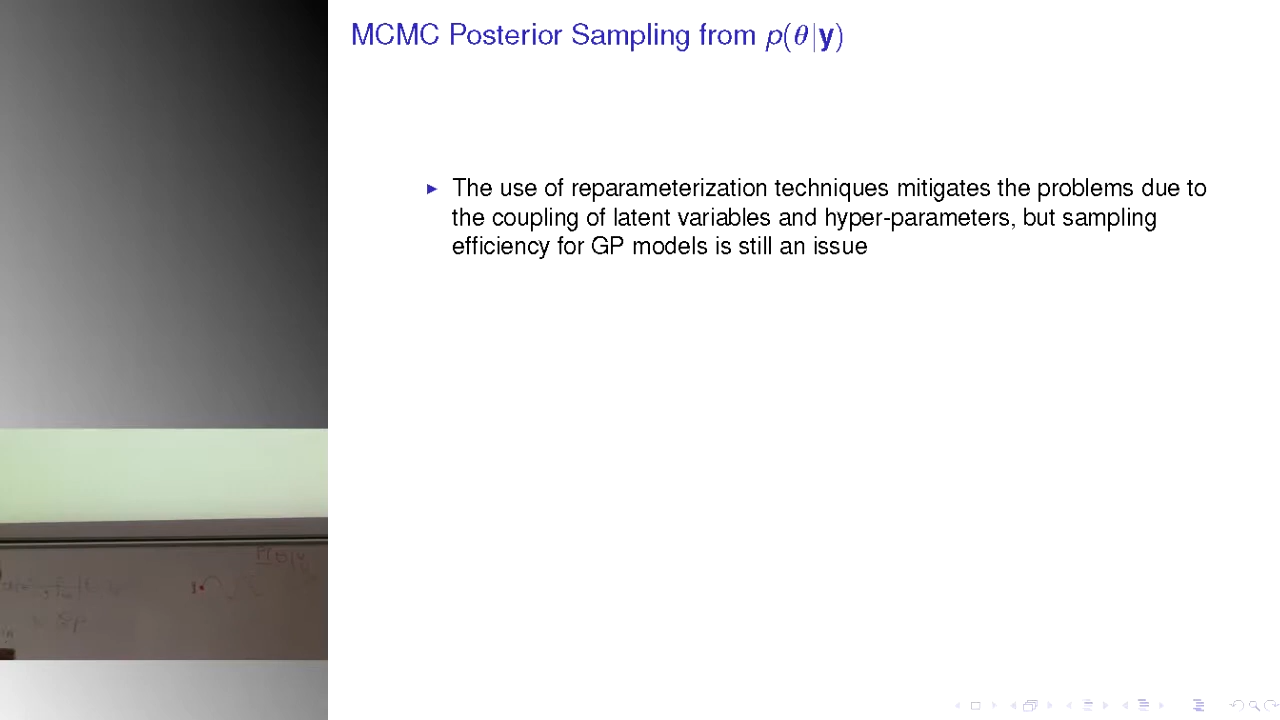 MCMC Posterior Sampling from p(θ|y)
▶ The use of reparameterization techniques mitigates the problems due to
the coupling of latent variables and hyper-parameters, but sampling
efficiency for GP models is still an issue